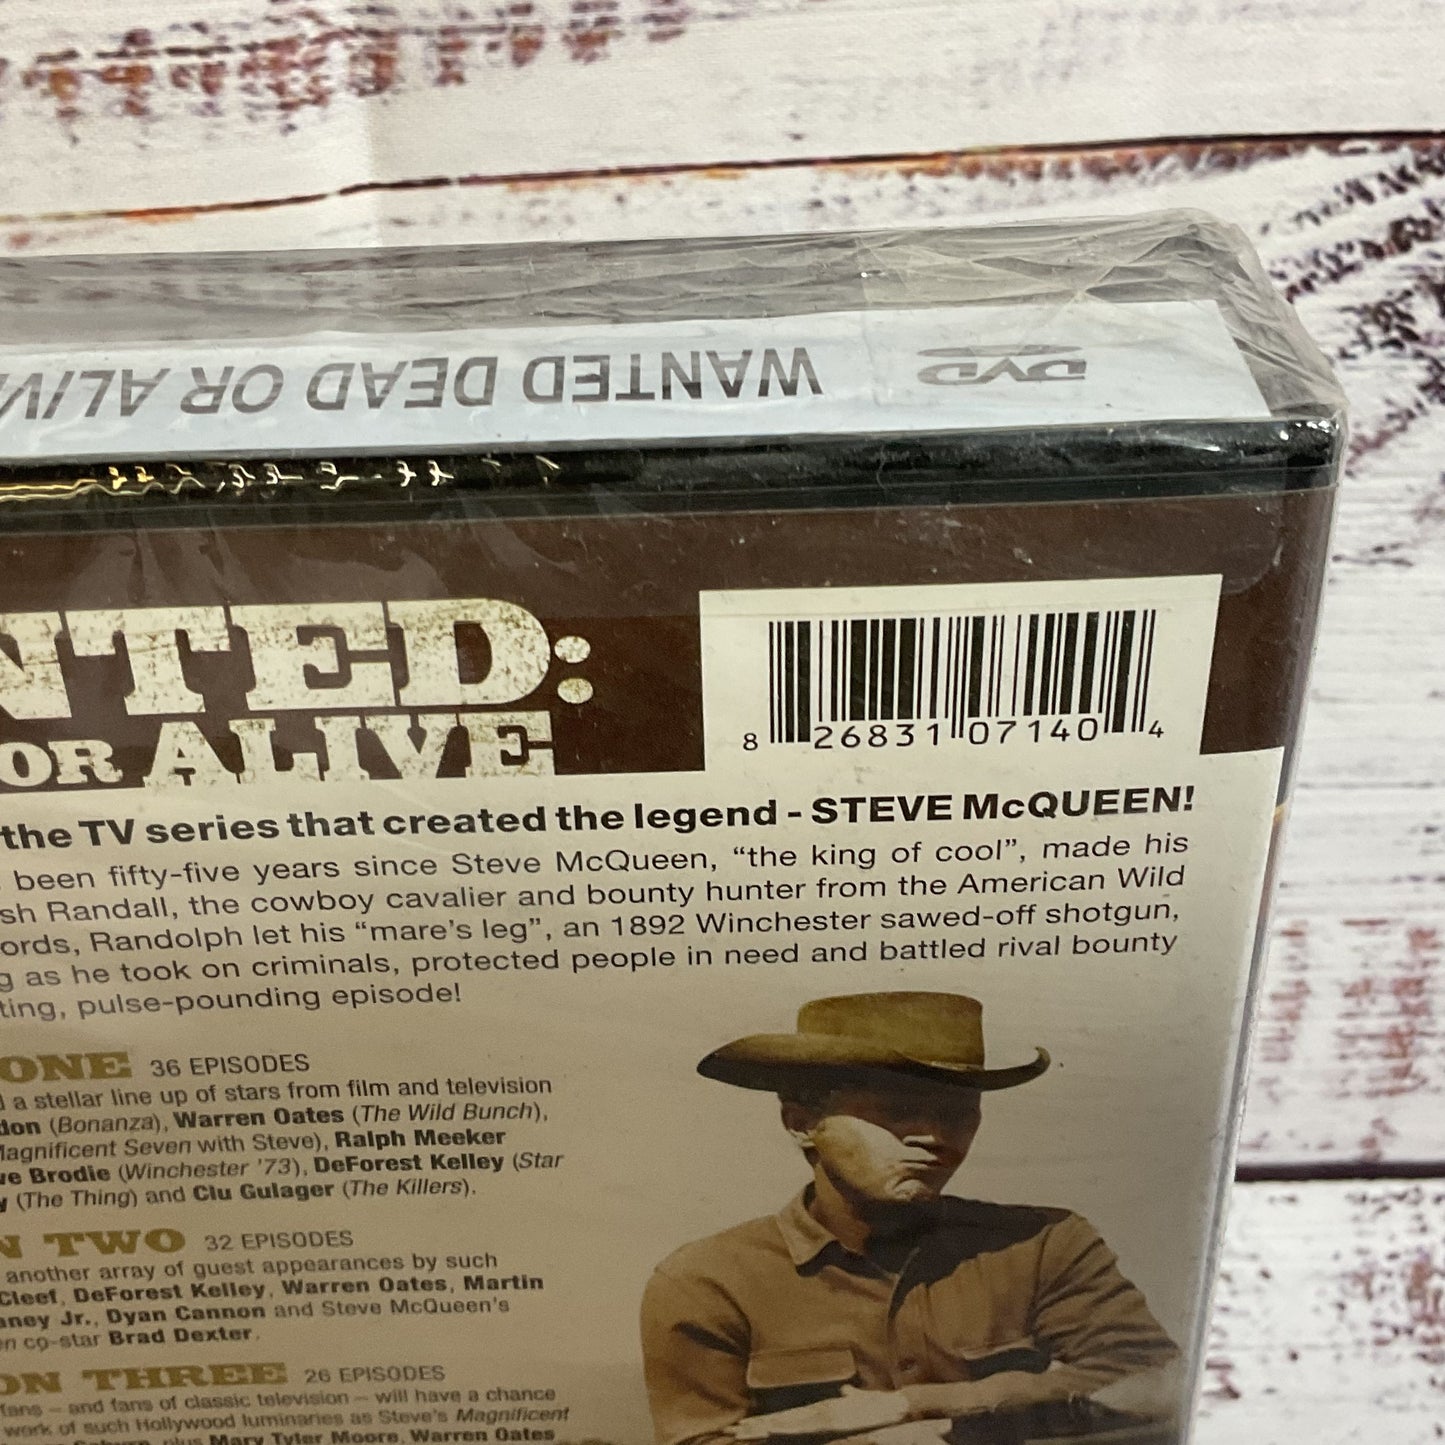 DVD WANTED DEAD OR ALIV
NTED:
OR ALIVE
8 26831 07140 4
the TV series that created the legend - STEVE McQUEEN!
been fifty-five years since Steve McQueen, “the king of cool”, made his
sh Randall, the cowboy cavalier and bounty hunter from the American Wild
ords, Randolph let his “mare’s leg”, an 1892 Winchester sawed-off shotgun,
g as he took on criminals, protected people in need and battled rival bounty
ting, pulse-pounding episode!
ONE 36 EPISODES
a stellar line up of stars from film and television
don (Bonanza), Warren Oates (The Wild Bunch),
Magnificent Seven with Steve), Ralph Meeker
ve Brodie (Winchester ’73), DeForest Kelley (Star
y (The Thing) and Clu Gulager (The Killers).
N TWO 32 EPISODES
another array of guest appearances by such
Cleef, DeForest Kelley, Warren Oates, Martin
aney Jr., Dyan Cannon and Steve McQueen’s
en co-star Brad Dexter.
ON THREE 26 EPISODES
fans – and fans of classic television – will have a chance
work of such Hollywood luminaries as Steve’s Magnificent
plus Mary Tyler Moore, Warren Oates